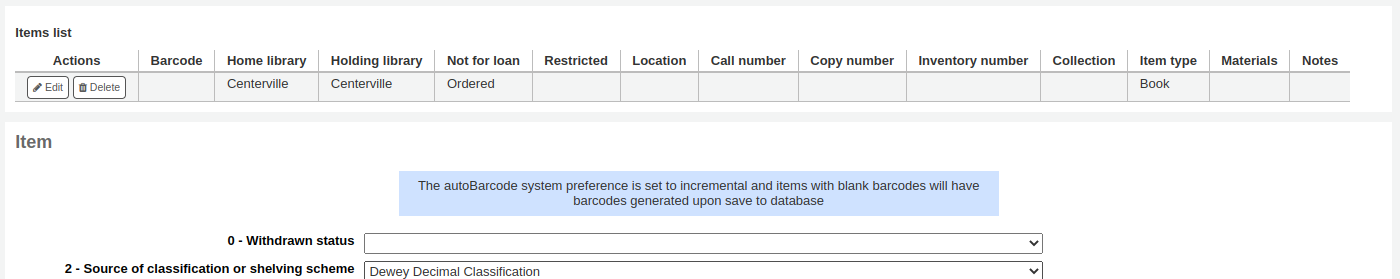 Items list
Actions Barcode Home library Holding library Not for loan Restricted Location Call number Copy number Inventory number Collection Item type Materials Notes
Edit Delete Centerville Centerville Ordered Book
Item
The autoBarcode system preference is set to incremental and items with blank barcodes will have
barcodes generated upon save to database
0 - Withdrawn status
2 - Source of classification or shelving scheme Dewey Decimal Classification